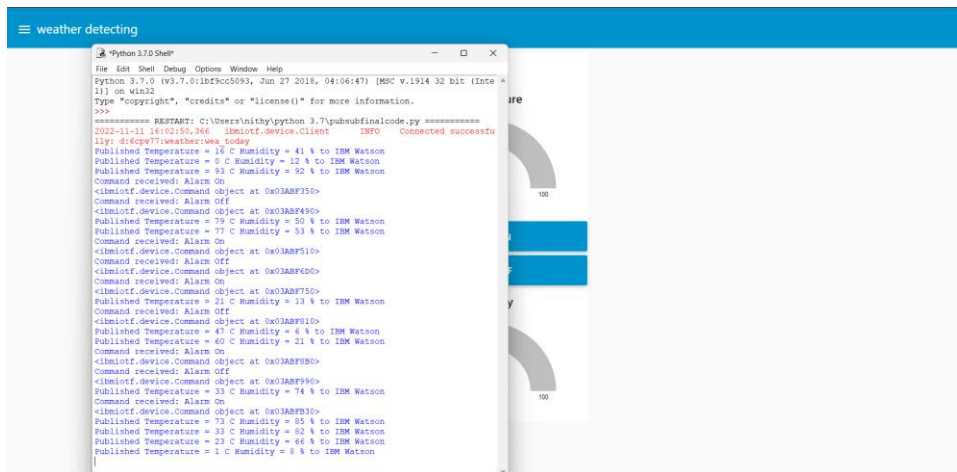 weather detecting
*Python 3.7.0 Shell*
File Edit Shell Debug Options Window Help
Python 3.7.0 (v3.7.0:1bf9cc5093, Jun 27 2018, 04:06:47) [MSC v.1914 32 bit (Inte
l)] on win32
Type "copyright", "credits" or "license()" for more information.
>>>
=========== RESTART: C:\Users\nithy\python 3.7\pubsubfinalcode.py ===========
2022-11-11 16:02:50,366 ibmiotf.device.Client INFO Connected successfu
lly: d:6cpv77:weather:wea_today
Published Temperature = 16 C Humidity = 41 % to IBM Watson
Published Temperature = 0 C Humidity = 12 % to IBM Watson
Published Temperature = 93 C Humidity = 92 % to IBM Watson
Command received: Alarm On
<ibmiotf.device.Command object at 0x03ABF350>
Command received: Alarm Off
<ibmiotf.device.Command object at 0x03ABF490>
Published Temperature = 79 C Humidity = 50 % to IBM Watson
Published Temperature = 77 C Humidity = 53 % to IBM Watson
Command received: Alarm On
<ibmiotf.device.Command object at 0x03ABF510>
Command received: Alarm Off
<ibmiotf.device.Command object at 0x03ABF6D0>
Command received: Alarm On
<ibmiotf.device.Command object at 0x03ABF750>
Published Temperature = 21 C Humidity = 13 % to IBM Watson
Command received: Alarm Off
<ibmiotf.device.Command object at 0x03ABF810>
Published Temperature = 47 C Humidity = 6 % to IBM Watson
Published Temperature = 60 C Humidity = 21 % to IBM Watson
Command received: Alarm On
<ibmiotf.device.Command object at 0x03ABF8B0>
Command received: Alarm Off
<ibmiotf.device.Command object at 0x03ABF990>
Published Temperature = 33 C Humidity = 74 % to IBM Watson
Command received: Alarm On
<ibmiotf.device.Command object at 0x03ABFB30>
Published Temperature = 73 C Humidity = 85 % to IBM Watson
Published Temperature = 33 C Humidity = 82 % to IBM Watson
Published Temperature = 23 C Humidity = 66 % to IBM Watson
Published Temperature = 1 C Humidity = 8 % to IBM Watson
ure
100
F
y
100